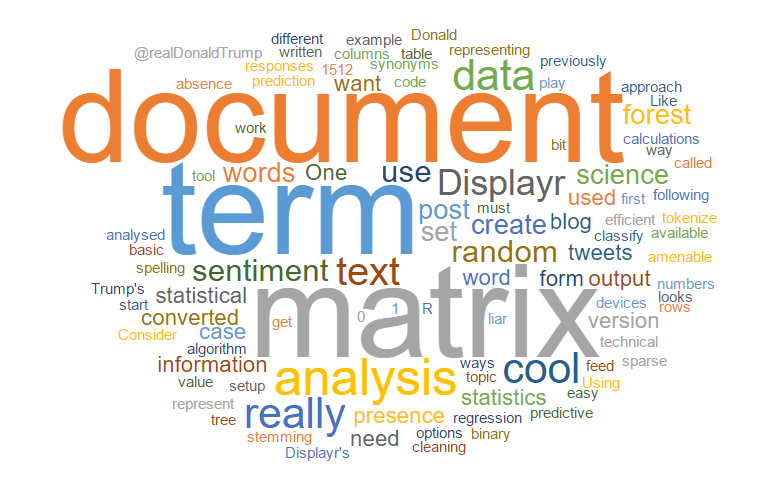 different
Donald
@realDonaldTrump
written
example
representing
columns
table
previously
responses
1512
synonyms
data
approach
absence
prediction
want
code
play
Like
document
forest
work
bit
calculations
way
tool
words
One
use
Displayr
science
called
term
post
must
used
first
following
set
create
blog
efficient
tokenize
analysed
random
tweets
classify
available
basic
spelling
sentiment
text
word
form
output
amenable
Trump's
statistical
matrix
devices
numbers
start
looks
rows
converted
get
0
1
R
liar
version
Consider
case
technical
algorithm
information
analysis
ways
cool
feed
sparse
value
setup
topic
Using
represent
really
presence
statistics
easy
tree
regression
predictive
stemming
need
options
binary
Displayr's
cleaning